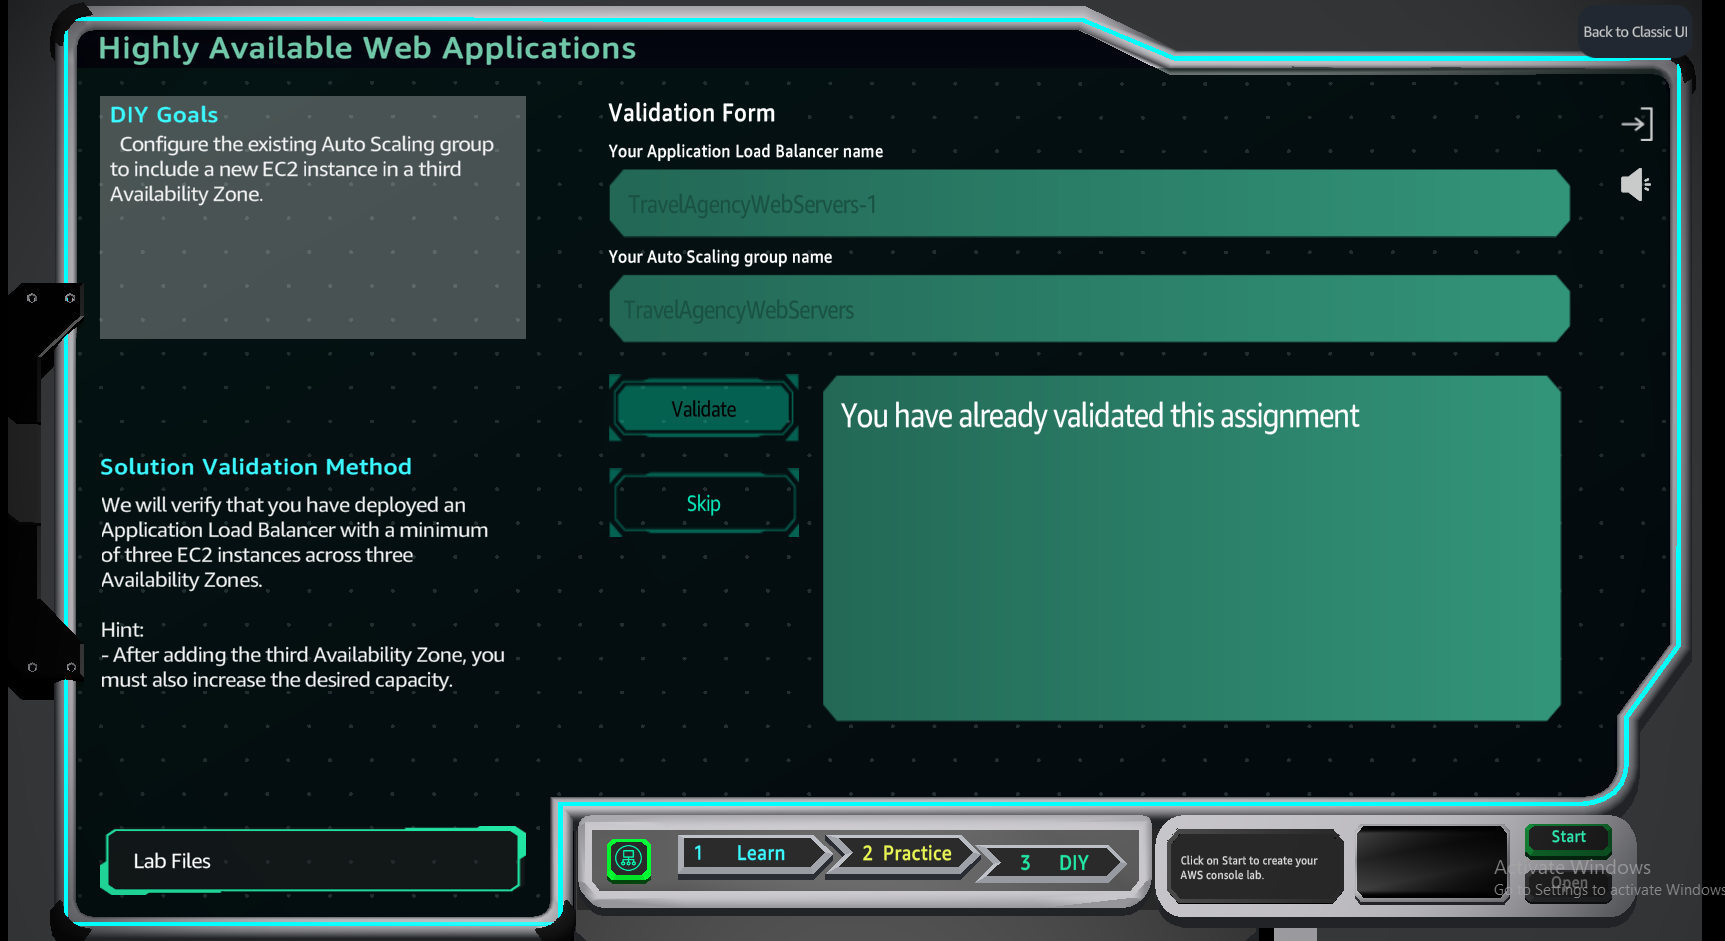 Highly Available Web Applications
Back to Classic UI
DIY Goals
Configure the existing Auto Scaling group
to include a new EC2 instance in a third
Availability Zone.
Validation Form
Your Application Load Balancer name
TravelAgencyWebServers-1
Your Auto Scaling group name
TravelAgencyWebServers
Validate
Skip
You have already validated this assignment
Solution Validation Method
We will verify that you have deployed an
Application Load Balancer with a minimum
of three EC2 instances across three
Availability Zones.
Hint:
- After adding the third Availability Zone, you
must also increase the desired capacity.
Lab Files
1 Learn
2 Practice
3 DIY
Click on Start to create your
AWS console lab.
Start
Open
Activate Windows
Go to Settings to activate Windows